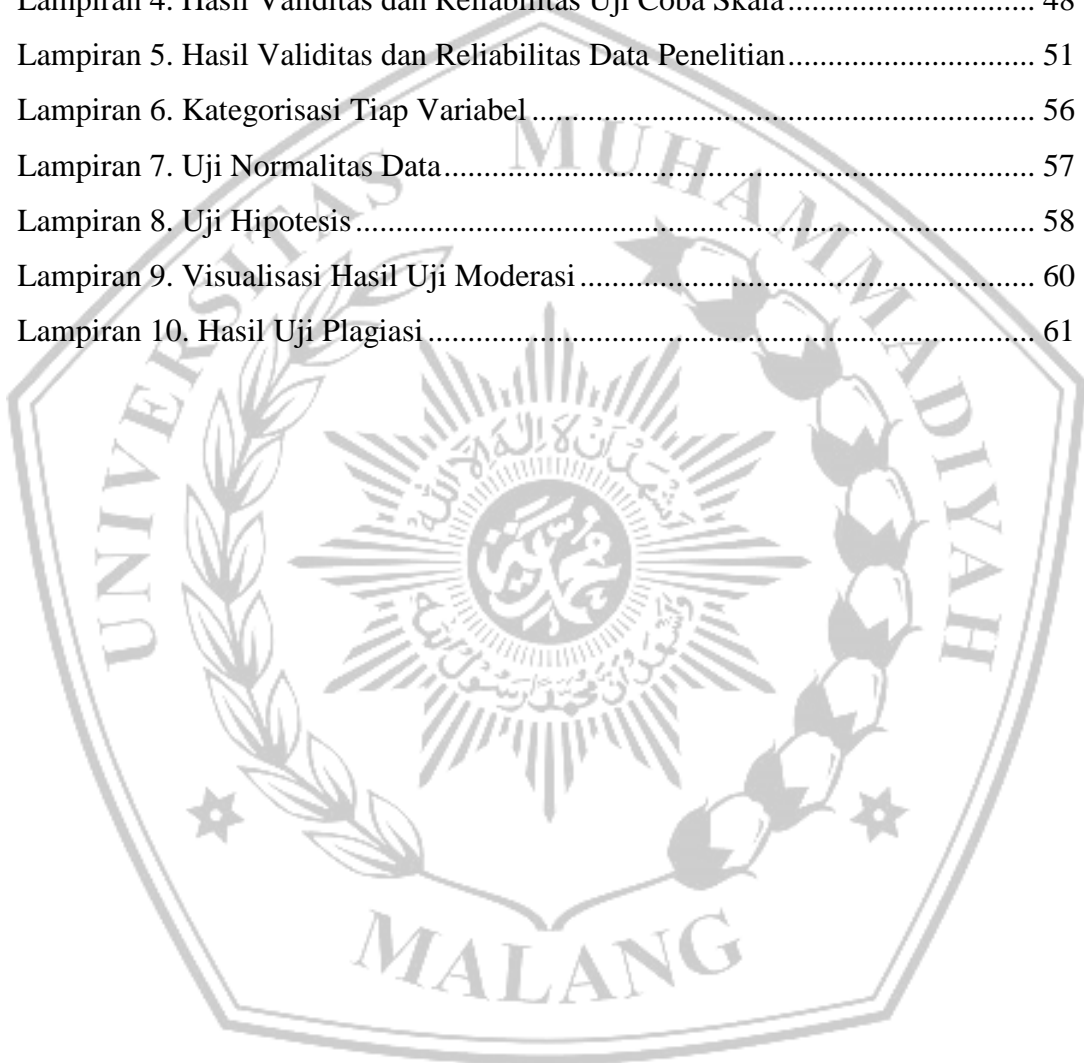 Lampiran 4. Hasil Validitas dan Reliabilitas Uji Coba Skala............................... 48
Lampiran 5. Hasil Validitas dan Reliabilitas Data Penelitian............................... 51
Lampiran 6. Kategorisasi Tiap Variabel................................................................ 56
Lampiran 7. Uji Normalitas Data........................................................................... 57
Lampiran 8. Uji Hipotesis...................................................................................... 58
Lampiran 9. Visualisasi Hasil Uji Moderasi.......................................................... 60
Lampiran 10. Hasil Uji Plagiasi............................................................................. 61
UNIVERSITAS MUHAMMADIYAH
MALANG